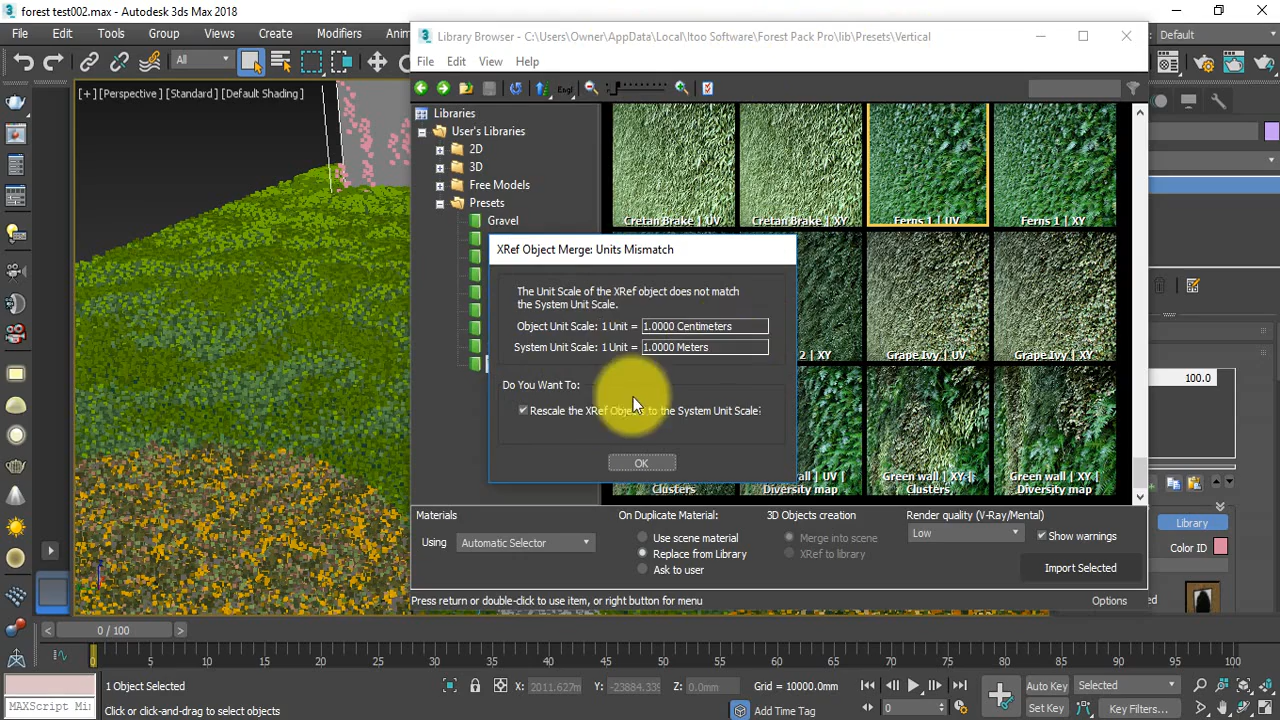 forest test002.max - Autodesk 3ds Max 2018
File Edit Tools Group Views Create Modifiers Anim
All
Default
[+] [Perspective ] [Standard ] [Default Shading ]
Library Browser - C:\Users\Owner\AppData\Local\Itoo Software\Forest Pack Pro\lib\Presets\Vertical
File Edit View Help
Engl
Libraries
User's Libraries
2D
3D
Free Models
Presets
Gravel
Cretan Brake | UV
Cretan Brake | XY
Ferns 1 | UV
Ferns 1 | XY
2 | XY
Grape Ivy | UV
Grape Ivy | XY
Green wall | XY | Clusters
Green wall | XY | Diversity map
Clusters
UV | Diversity map
XRef Object Merge: Units Mismatch
The Unit Scale of the XRef object does not match
the System Unit Scale.
Object Unit Scale: 1 Unit = 1.0000 Centimeters
System Unit Scale: 1 Unit = 1.0000 Meters
Do You Want To:
Rescale the XRef Objects to the System Unit Scale?
OK
100.0
Materials
Using Automatic Selector
On Duplicate Material:
Use scene material
Replace from Library
Ask to user
3D Objects creation
Merge into scene
XRef to library
Render quality (V-Ray/Mental)
Low
Show warnings
Import Selected
Press return or double-click to use item, or right button for menu
Options
Library
Color ID
0 / 100
0 5 10 15 20 25 30 35 40 45 50 55 60 65 70 75 80 85 90 95 100
1 Object Selected
X: 2011.627m
Y: -23884.339
Z: 0.0mm
Grid = 10000.0mm
Auto Key
Selected
MAXScript Mi
Click or click-and-drag to select objects
Add Time Tag
0
Set Key
Key Filters...